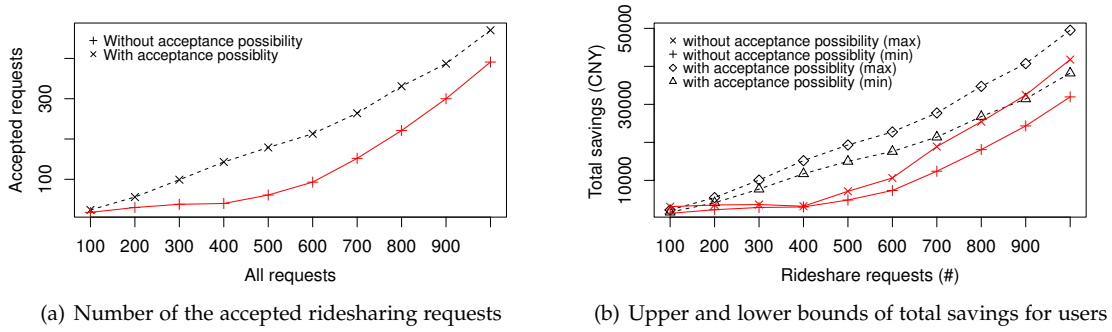 Accepted requests
100
300
Without acceptance possibility
With acceptance possiblity
100 200 300 400 500 600 700 800 900
All requests
(a) Number of the accepted ridesharing requests
Total savings (CNY)
10000
30000
50000
without acceptance possibility (max)
without acceptance possiblity (min)
with acceptance possiblity (max)
with acceptance possiblity (min)
100 200 300 400 500 600 700 800 900
Rideshare requests (#)
(b) Upper and lower bounds of total savings for users